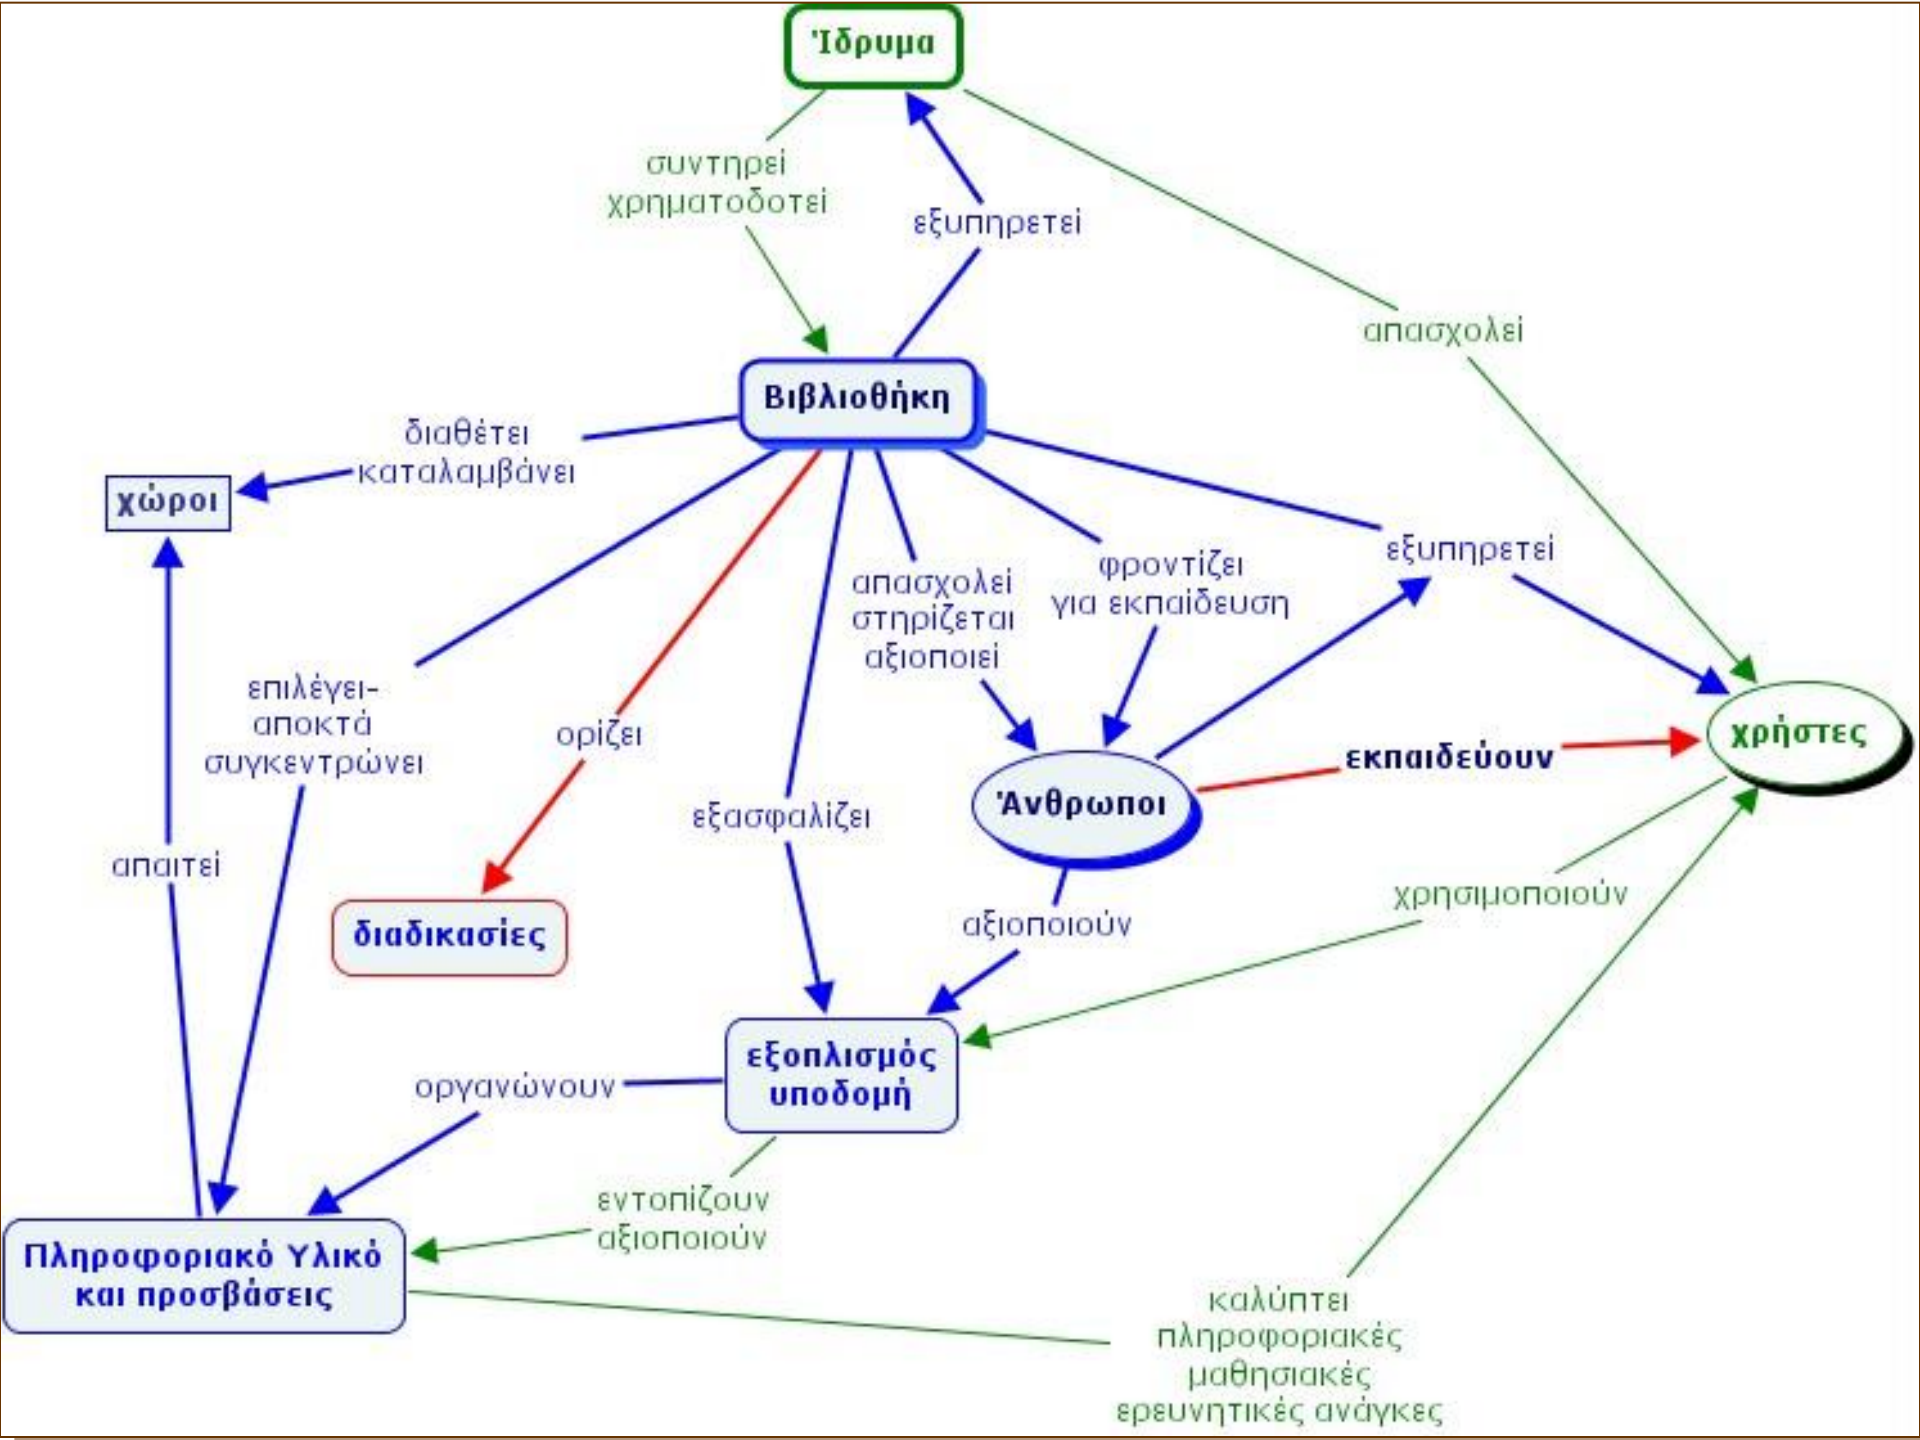 Ίδρυμα
συντηρεί
χρηματοδοτεί
εξυπηρετεί
απασχολεί
Βιβλιοθήκη
διαθέτει
καταλαμβάνει
χώροι
εξυπηρετεί
φροντίζει
για εκπαίδευση
απασχολεί
στηρίζεται
αξιοποιεί
επιλέγει-
αποκτά
συγκεντρώνει
ορίζει
χρήστες
εκπαιδεύουν
Άνθρωποι
εξασφαλίζει
απαιτεί
χρησιμοποιούν
αξιοποιούν
διαδικασίες
εξοπλισμός
υποδομή
οργανώνουν
εντοπίζουν
αξιοποιούν
Πληροφοριακό Υλικό
και προσβάσεις
καλύπτει
πληροφοριακές
μαθησιακές
ερευνητικές ανάγκες